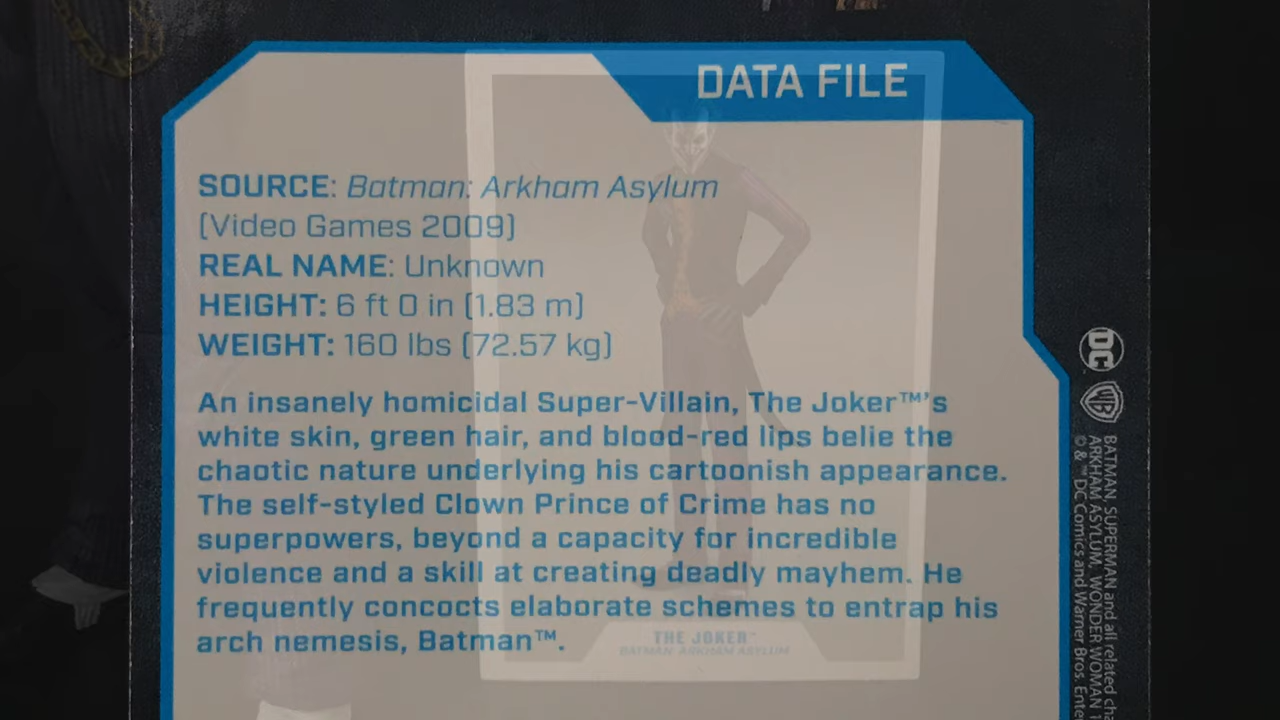 DATA FILE
SOURCE: Batman: Arkham Asylum
[Video Games 2009]
REAL NAME: Unknown
HEIGHT: 6 ft 0 in [1.83 m]
WEIGHT: 160 lbs [72.57 kg]
An insanely homicidal Super-Villain, The Joker™'s
white skin, green hair, and blood-red lips belie the
chaotic nature underlying his cartoonish appearance.
The self-styled Clown Prince of Crime has no
superpowers, beyond a capacity for incredible
violence and a skill at creating deadly mayhem. He
frequently concocts elaborate schemes to entrap his
arch nemesis, Batman™.
THE JOKER™
BATMAN: ARKHAM ASYLUM
DC
WB
BATMAN, SUPERMAN and all related
ARKHAM ASYLUM, WONDER WOMAN
© & ™ DC Comics and Warner Bros.